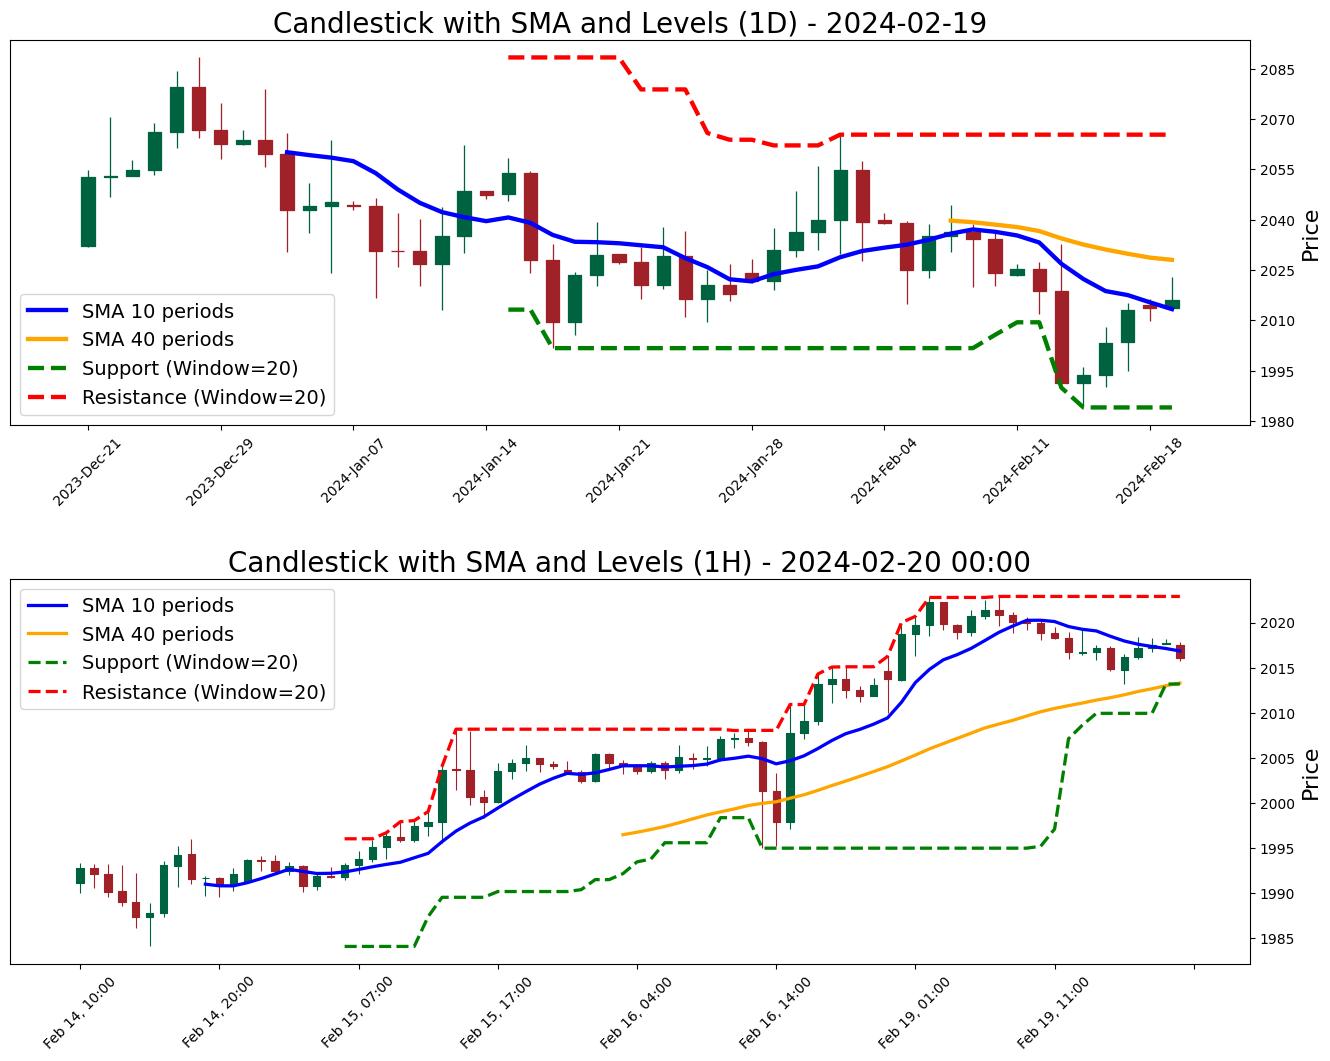 Candlestick with SMA and Levels (1D) - 2024-02-19
2085
2070
2055
2040
2025
2010
1995
1980
Price
SMA 10 periods
SMA 40 periods
Support (Window=20)
Resistance (Window=20)
2023-Dec-21
2023-Dec-29
2024-Jan-07
2024-Jan-14
2024-Jan-21
2024-Jan-28
2024-Feb-04
2024-Feb-11
2024-Feb-18
Candlestick with SMA and Levels (1H) - 2024-02-20 00:00
SMA 10 periods
SMA 40 periods
Support (Window=20)
Resistance (Window=20)
2020
2015
2010
2005
2000
1995
1990
1985
Price
Feb 14, 10:00
Feb 14, 20:00
Feb 15, 07:00
Feb 15, 17:00
Feb 16, 04:00
Feb 16, 14:00
Feb 19, 01:00
Feb 19, 11:00